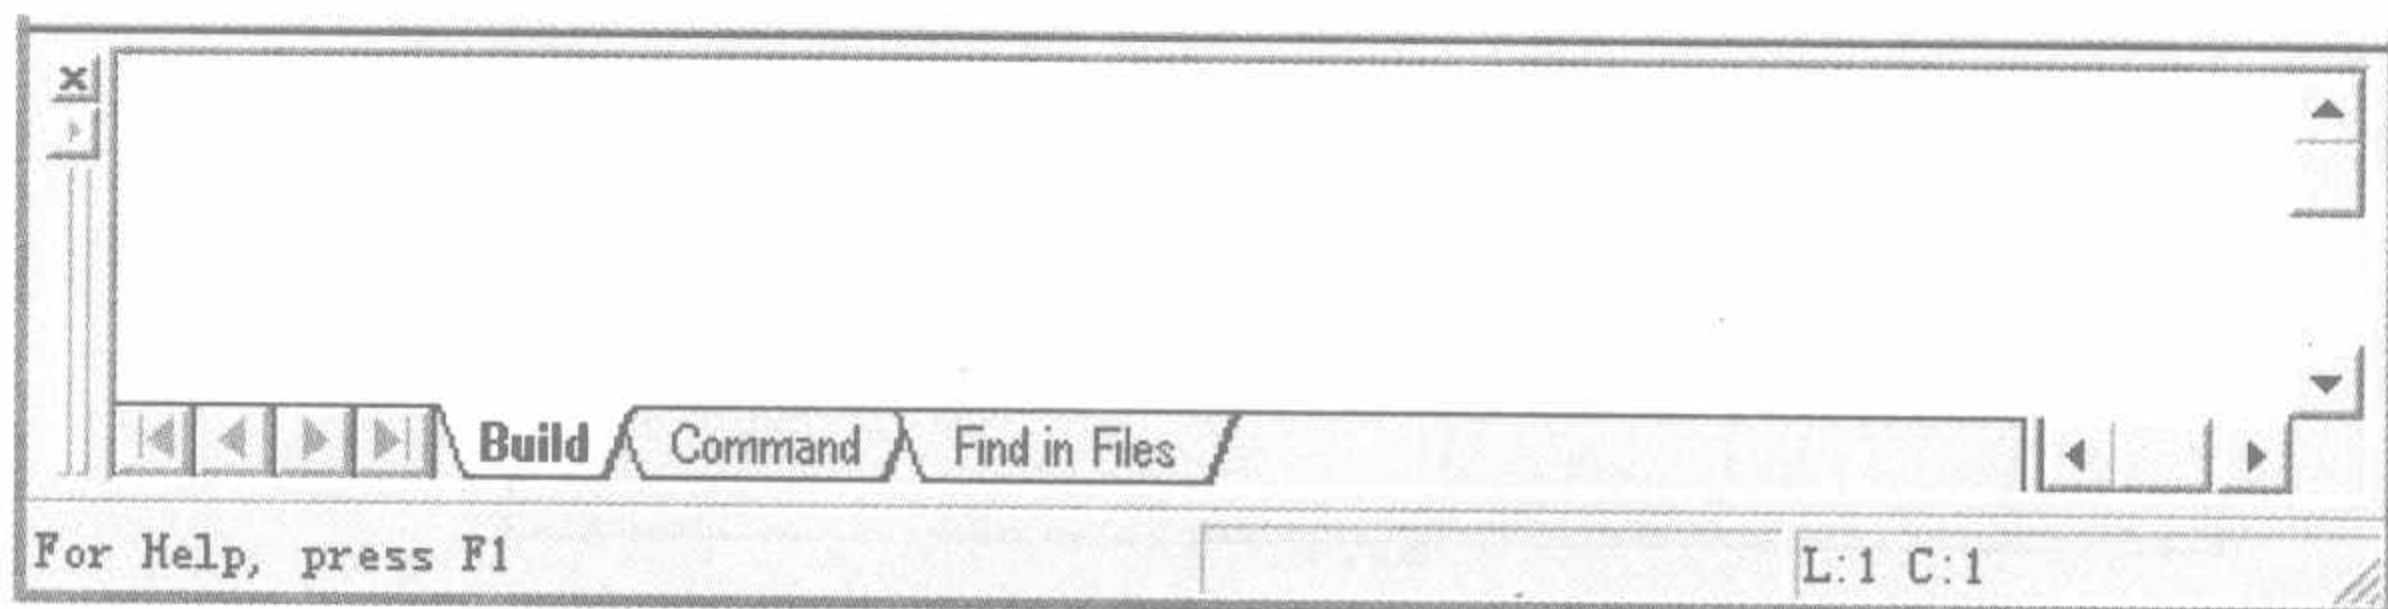 Build Command Find in Files
For Help, press F1 L:1 C:1